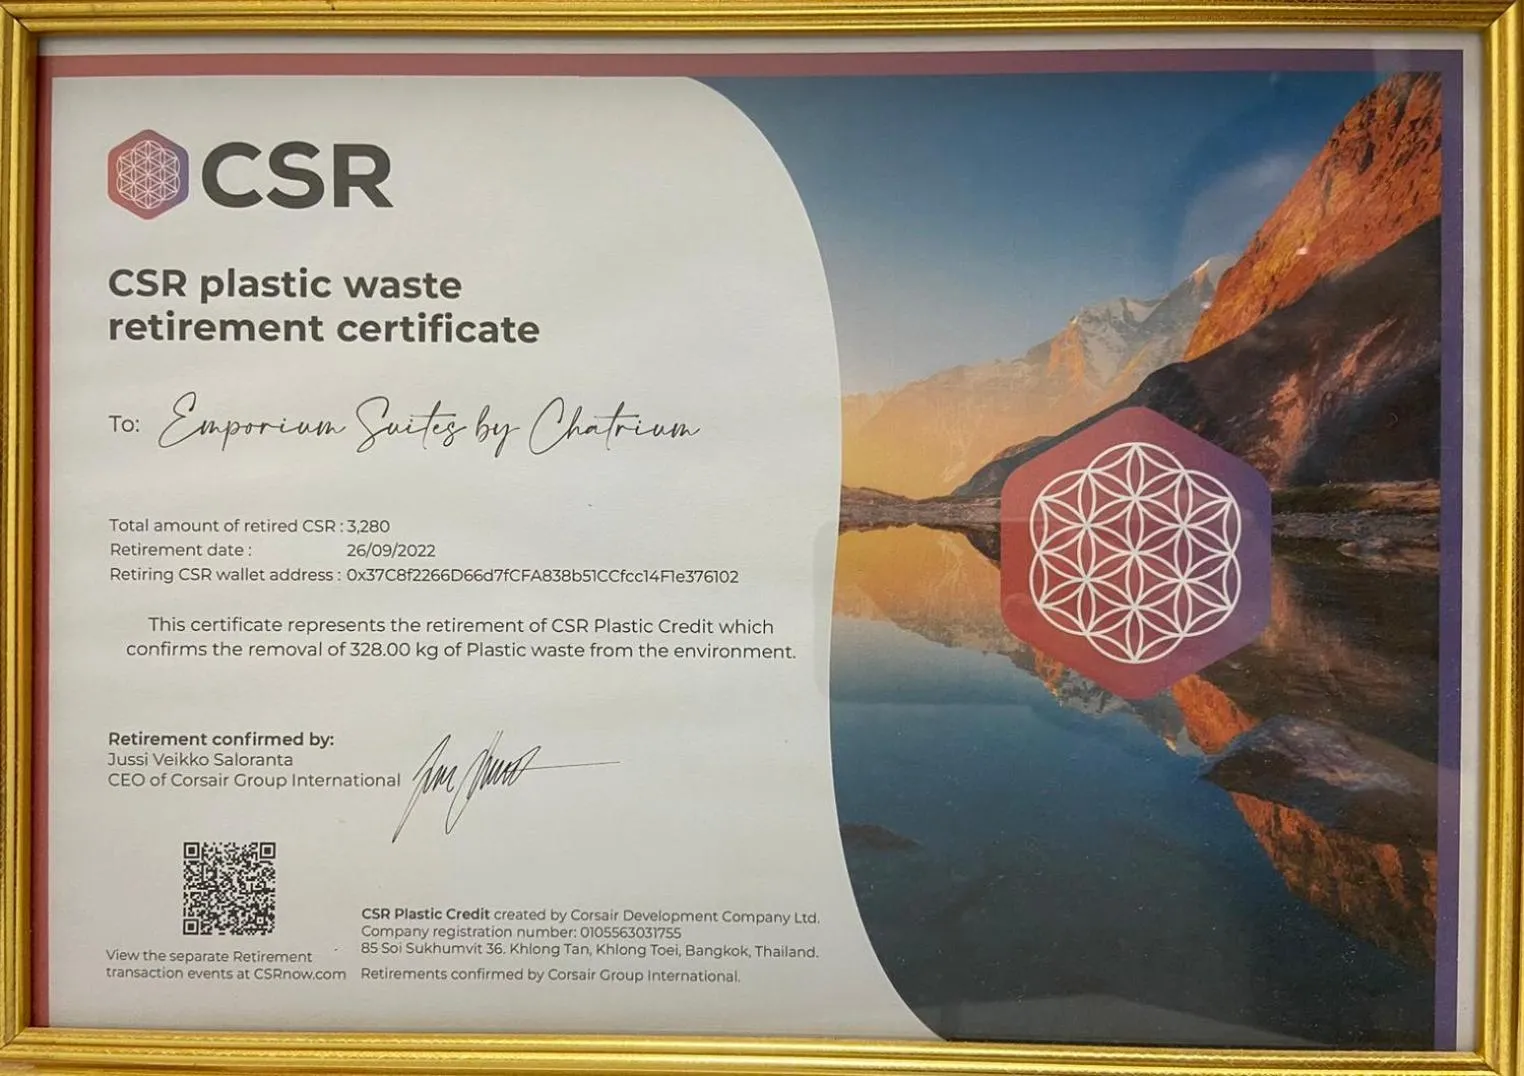 CSR
CSR plastic waste
retirement certificate
To: Emporium Suites by Chatrium
Total amount of retired CSR : 3,280
Retirement date : 26/09/2022
Retiring CSR wallet address : 0x37C8f2266D66d7fCFA838b51CCfcc14F1e376102
This certificate represents the retirement of CSR Plastic Credit which
confirms the removal of 328.00 kg of Plastic waste from the environment.
Retirement confirmed by:
Jussi Veikko Saloranta
CEO of Corsair Group International
View the separate Retirement
transaction events at CSRnow.com
CSR Plastic Credit created by Corsair Development Company Ltd.
Company registration number: 0105563031755
85 Soi Sukhumvit 36. Khlong Tan, Khlong Toei, Bangkok, Thailand.
Retirements confirmed by Corsair Group International.